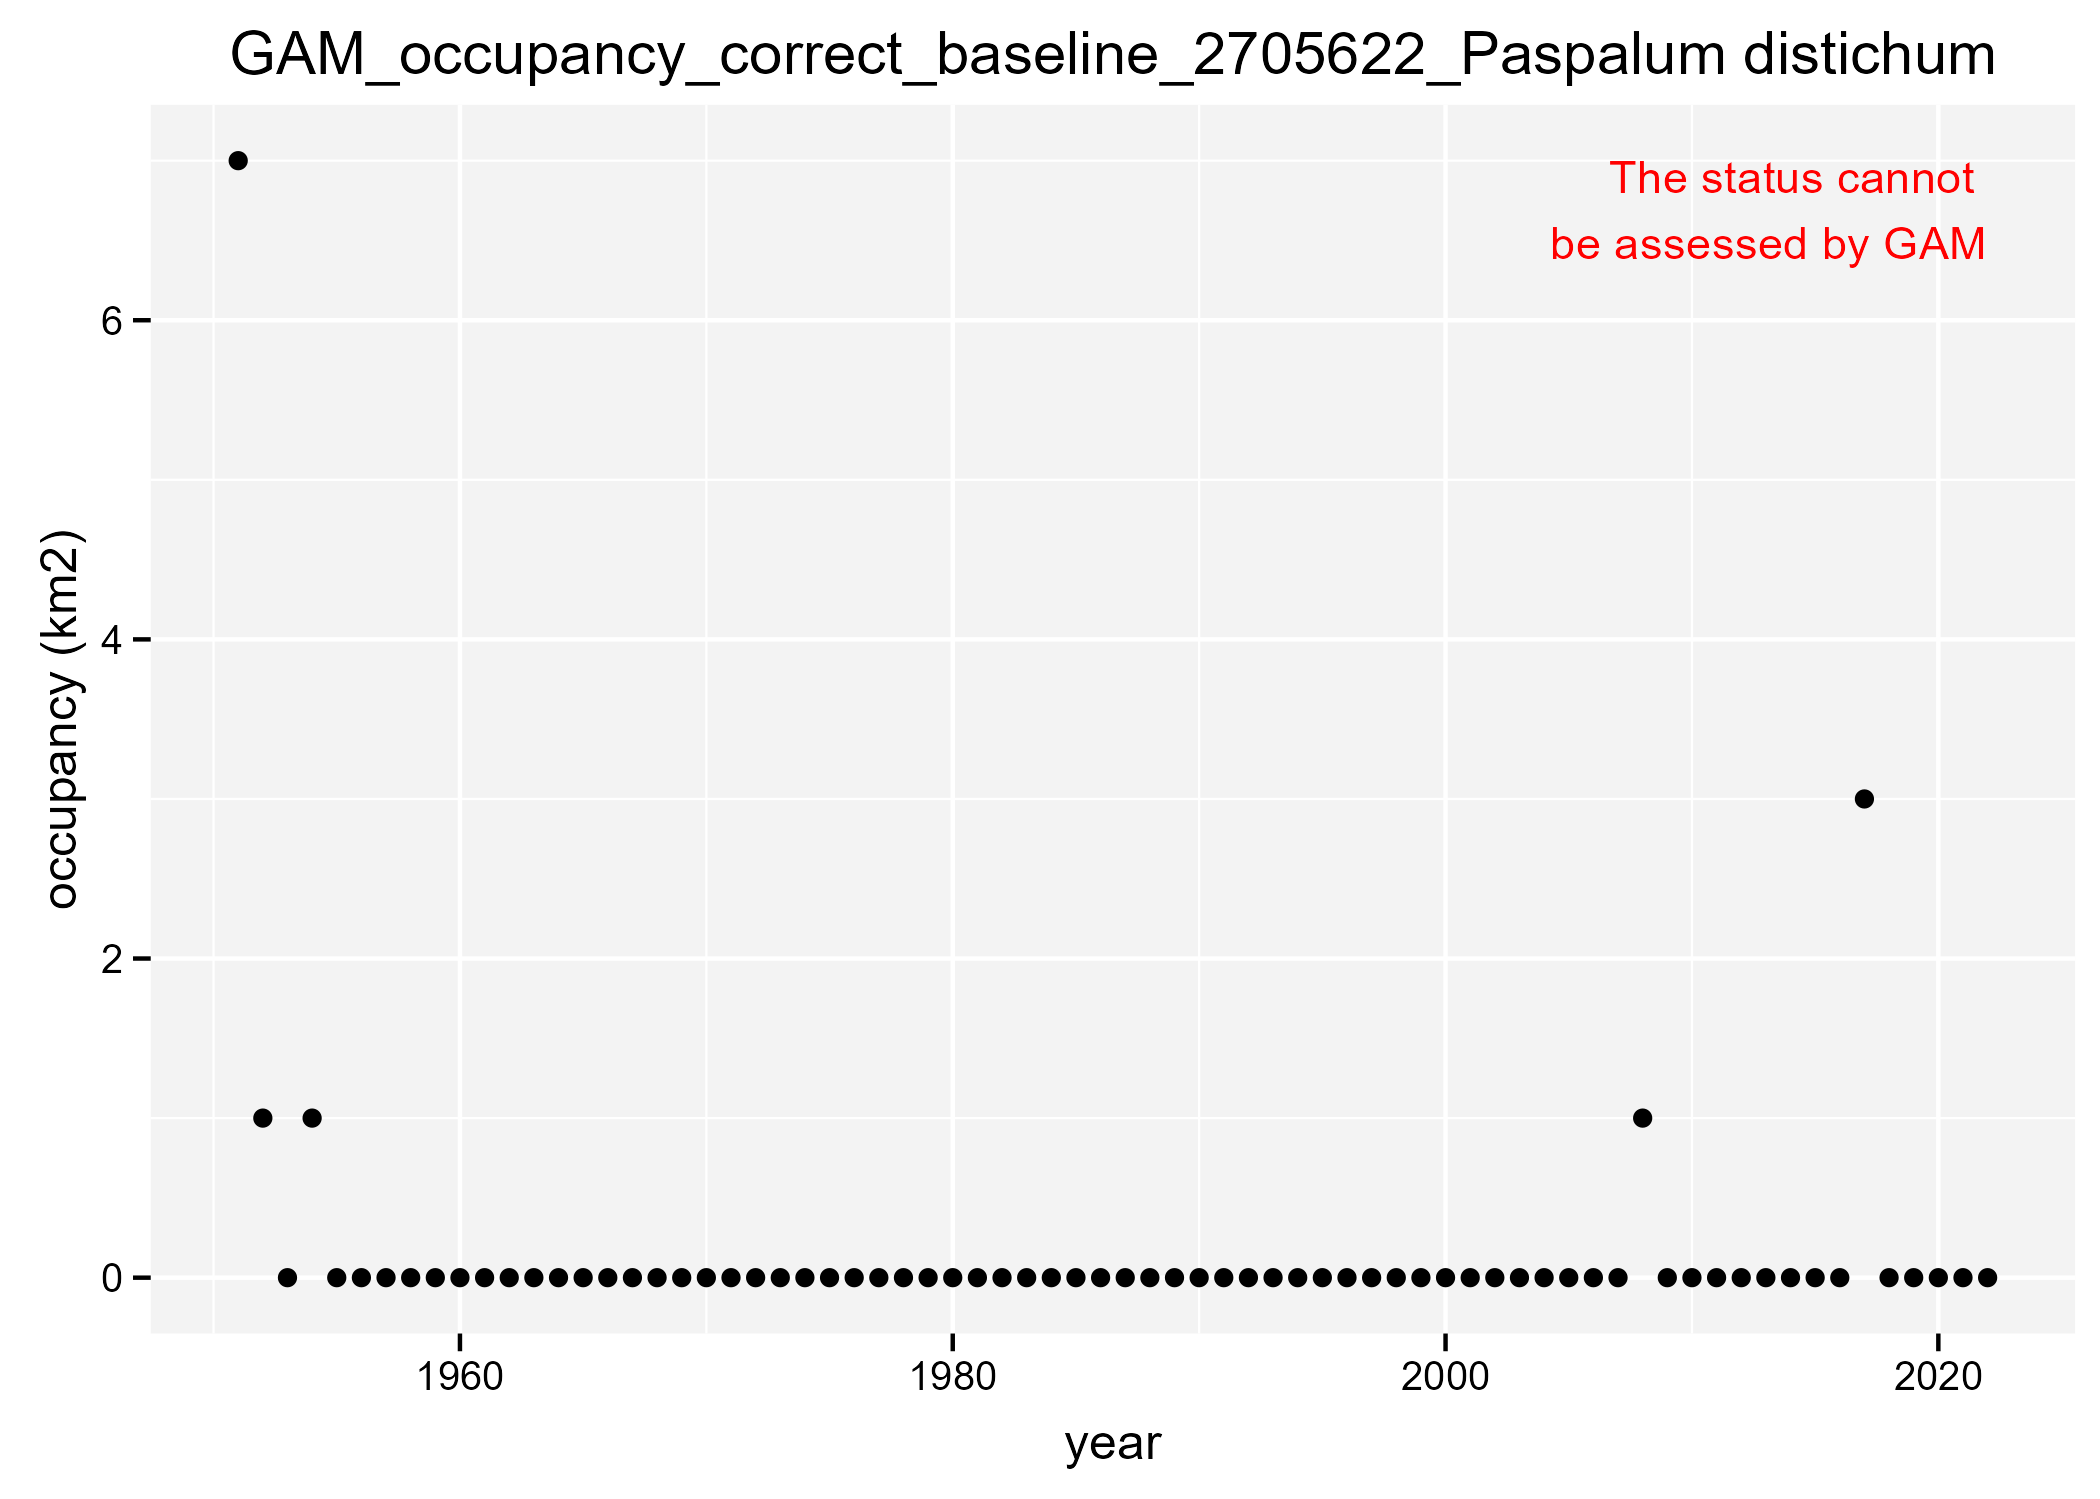 GAM_occupancy_correct_baseline_2705622_Paspalum distichum
The status cannot
be assessed by GAM
occupancy (km2)
6
4
2
0
1960 1980 2000 2020
year